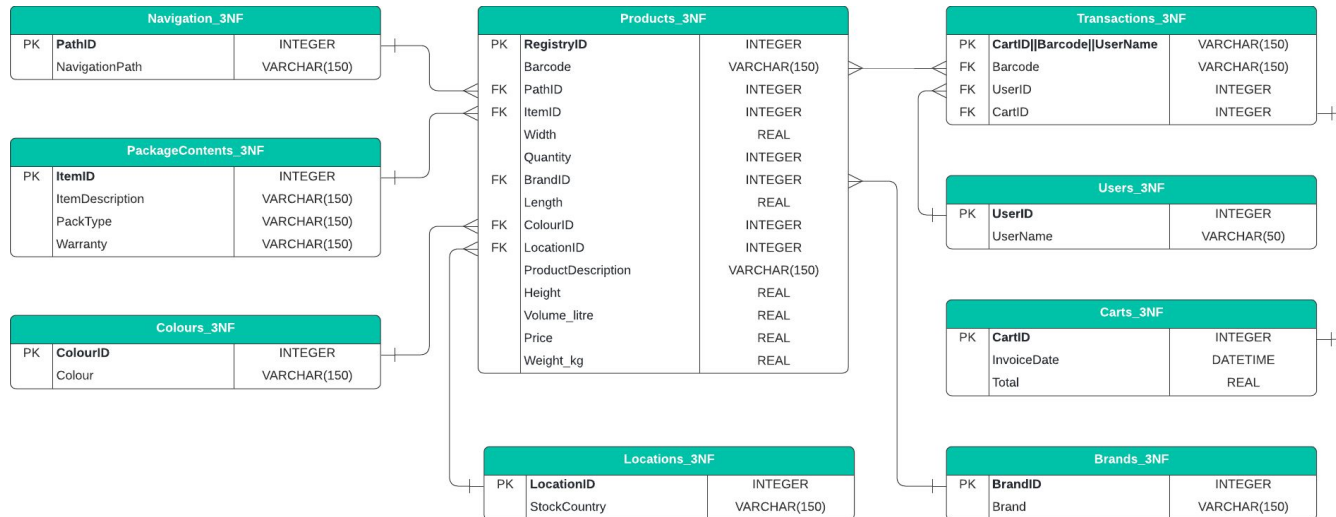 Navigation_3NF
PK PathID INTEGER
NavigationPath VARCHAR(150)
PackageContents_3NF
PK ItemID INTEGER
ItemDescription VARCHAR(150)
PackType VARCHAR(150)
Warranty VARCHAR(150)
Colours_3NF
PK ColourID INTEGER
Colour VARCHAR(150)
Products_3NF
PK RegistryID INTEGER
Barcode VARCHAR(150)
FK PathID INTEGER
FK ItemID INTEGER
Width REAL
Quantity INTEGER
FK BrandID INTEGER
Length REAL
FK ColourID INTEGER
FK LocationID INTEGER
ProductDescription VARCHAR(150)
Height REAL
Volume_litre REAL
Price REAL
Weight_kg REAL
Locations_3NF
PK LocationID INTEGER
StockCountry VARCHAR(150)
Transactions_3NF
PK CartID||Barcode||UserName VARCHAR(150)
FK Barcode VARCHAR(150)
FK UserID INTEGER
FK CartID INTEGER
Users_3NF
PK UserID INTEGER
UserName VARCHAR(50)
Carts_3NF
PK CartID INTEGER
InvoiceDate DATETIME
Total REAL
Brands_3NF
PK BrandID INTEGER
Brand VARCHAR(150)